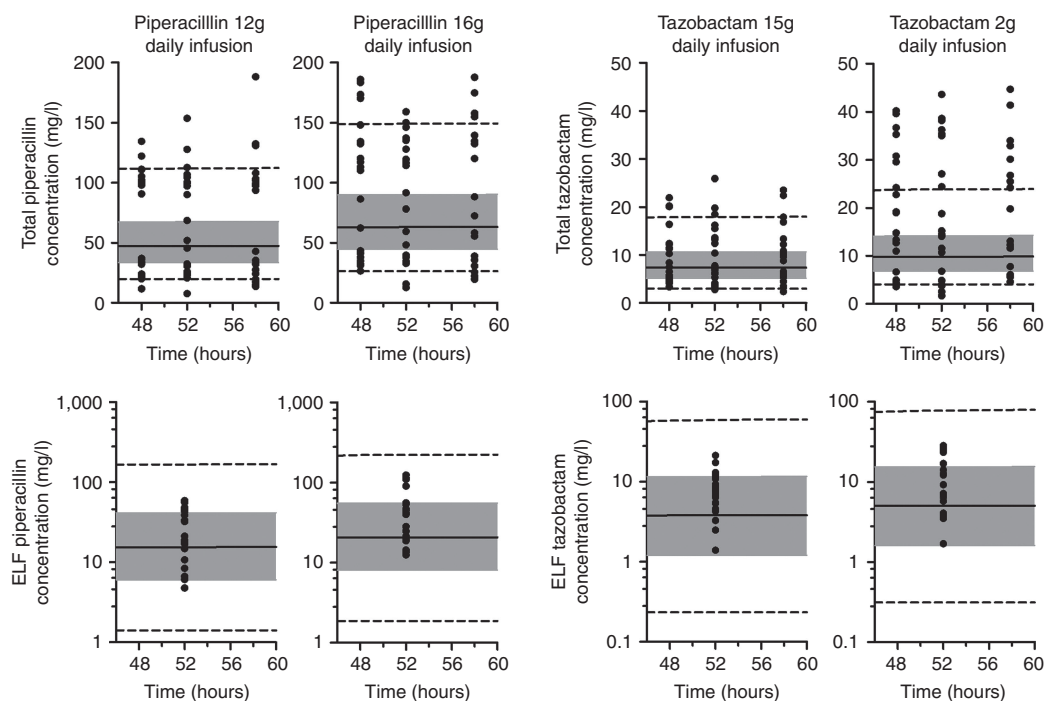 Piperacilllin 12g
daily infusion
Piperacilllin 16g
daily infusion
Tazobactam 15g
daily infusion
Tazobactam 2g
daily infusion
Total piperacillin
concentration (mg/l)
200
150
100
50
0
48 52 56 60
Time (hours)
200
150
100
50
0
48 52 56 60
Time (hours)
Total tazobactam
concentration (mg/l)
50
40
30
20
10
0
48 52 56 60
Time (hours)
50
40
30
20
10
0
48 52 56 60
Time (hours)
ELF piperacillin
concentration (mg/l)
1,000
100
10
1
48 52 56 60
Time (hours)
1,000
100
10
1
48 52 56 60
Time (hours)
ELF tazobactam
concentration (mg/l)
100
10
1
0.1
48 52 56 60
Time (hours)
100
10
1
0.1
48 52 56 60
Time (hours)